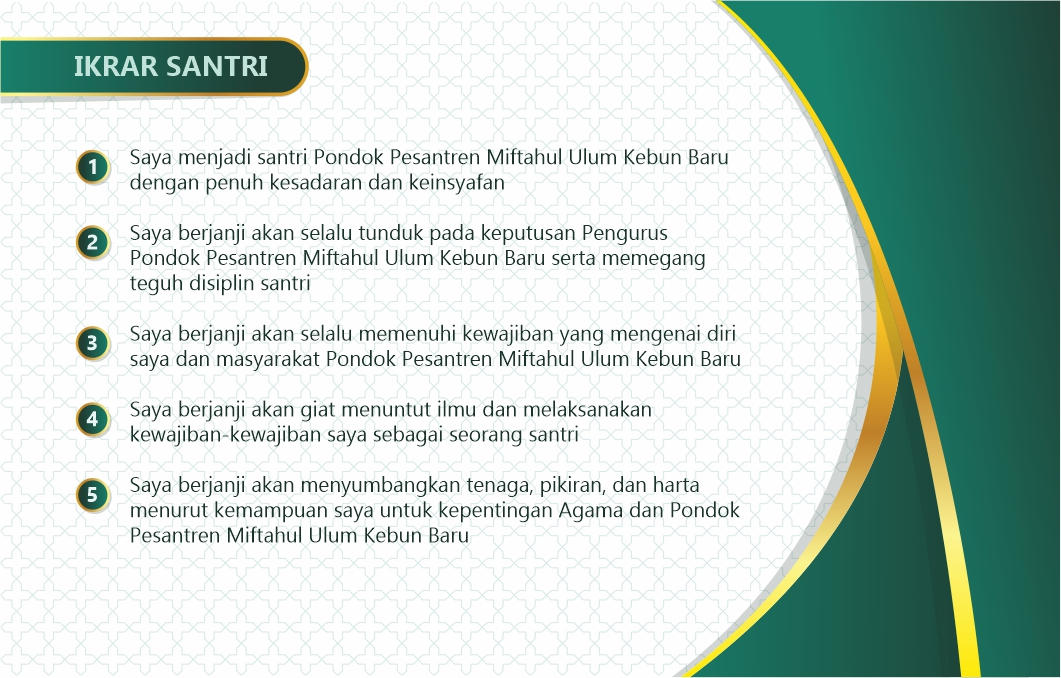 IKRAR SANTRI
1 Saya menjadi santri Pondok Pesantren Miftahul Ulum Kebun Baru
dengan penuh kesadaran dan keinsyafan
2 Saya berjanji akan selalu tunduk pada keputusan Pengurus
Pondok Pesantren Miftahul Ulum Kebun Baru serta memegang
teguh disiplin santri
3 Saya berjanji akan selalu memenuhi kewajiban yang mengenai diri
saya dan masyarakat Pondok Pesantren Miftahul Ulum Kebun Baru
4 Saya berjanji akan giat menuntut ilmu dan melaksanakan
kewajiban-kewajiban saya sebagai seorang santri
5 Saya berjanji akan menyumbangkan tenaga, pikiran, dan harta
menurut kemampuan saya untuk kepentingan Agama dan Pondok
Pesantren Miftahul Ulum Kebun Baru